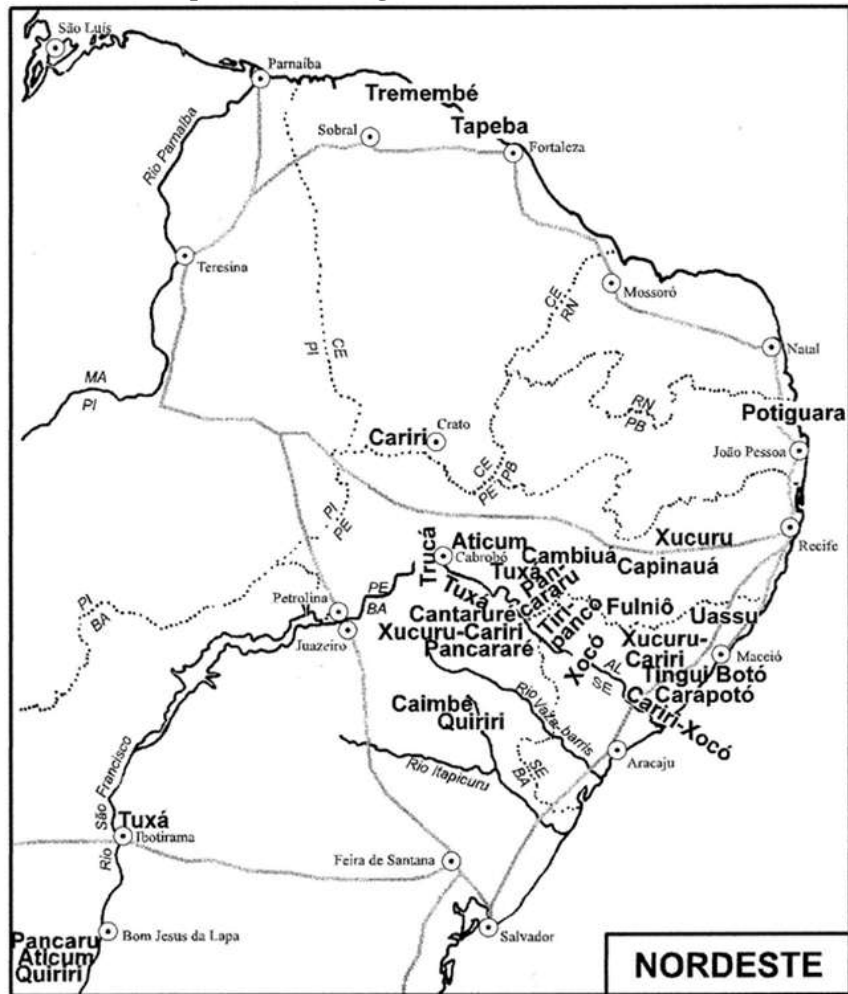 São Luís
Parnaíba
Tremembé
Sobral
Tapeba
Fortaleza
Rio Parnaíba
Teresina
Mossoró
CE
RN
CE
PI
Natal
MA
PI
RN
PB
Potiguara
Cariri
Crato
João Pessoa
CE
PE
PB
PI
PE
Xucuru
Recife
Aticum
Trucá
Cabrobó
Cambiuá
Tuxá
Capinauá
Pan-
cararu
Tuxá
PE
BA
Petrolina
PI
BA
Fulniô
Tiri-
pancó
Uassu
Cantaruré
Xucuru-Cariri
Pancararé
Juazeiro
Xucuru-
Cariri
Maceió
Xocó
AL
SE
Tingui Botó
Carapotó
Cariri-Xocó
Caimbé
Quiriri
Rio Vaza-barris
SE
BA
Aracaju
Rio Itapicuru
Rio São Francisco
Tuxá
Ibotirama
Feira de Santana
Pancaru
Aticum
Quiriri
Bom Jesus da Lapa
Salvador
NORDESTE